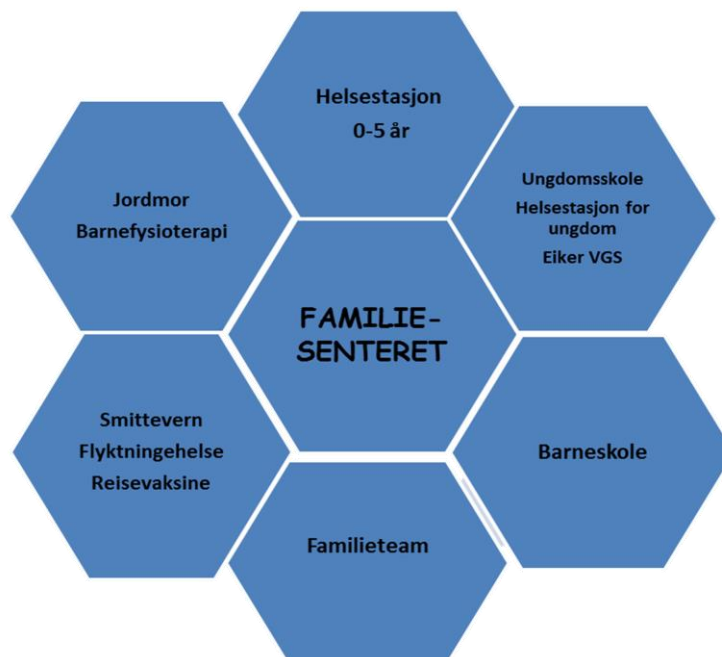 Helsestasjon
0-5 år
Jordmor
Barnefysioterapi
Ungdomsskole
Helsestasjon for
ungdom
Eiker VGS
FAMILIE-
SENTERET
Smittevern
Flyktningehelse
Reisevaksine
Barneskole
Familieteam